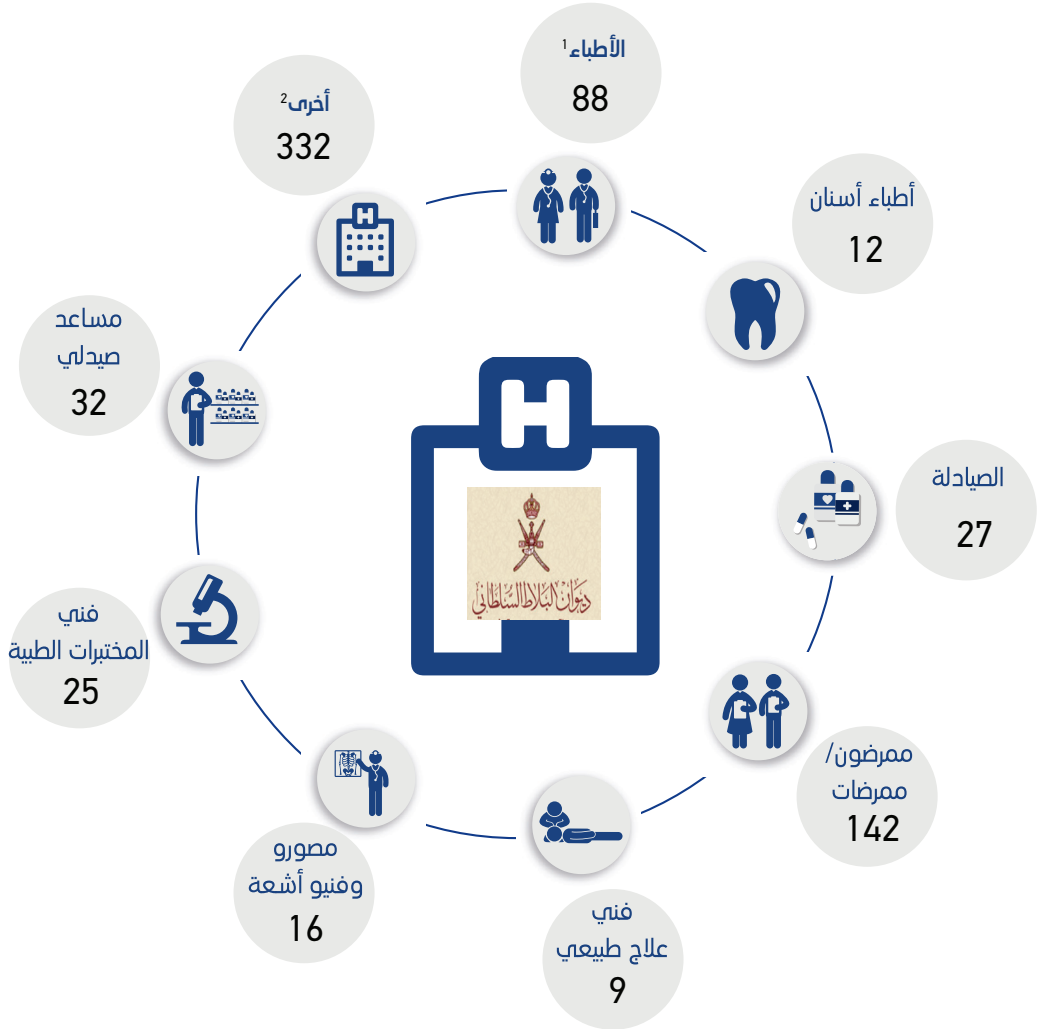 الأطباء¹
88
أطباء أسنان
12
الصيادلة
27
ممرضون/
ممرضات
142
فني
علاج طبيعي
9
مصورو
وفنيو أشعة
16
فني
المختبرات الطبية
25
مساعد
صيدلي
32
أخرى²
332
H
H
ديوان البلاط السلطاني